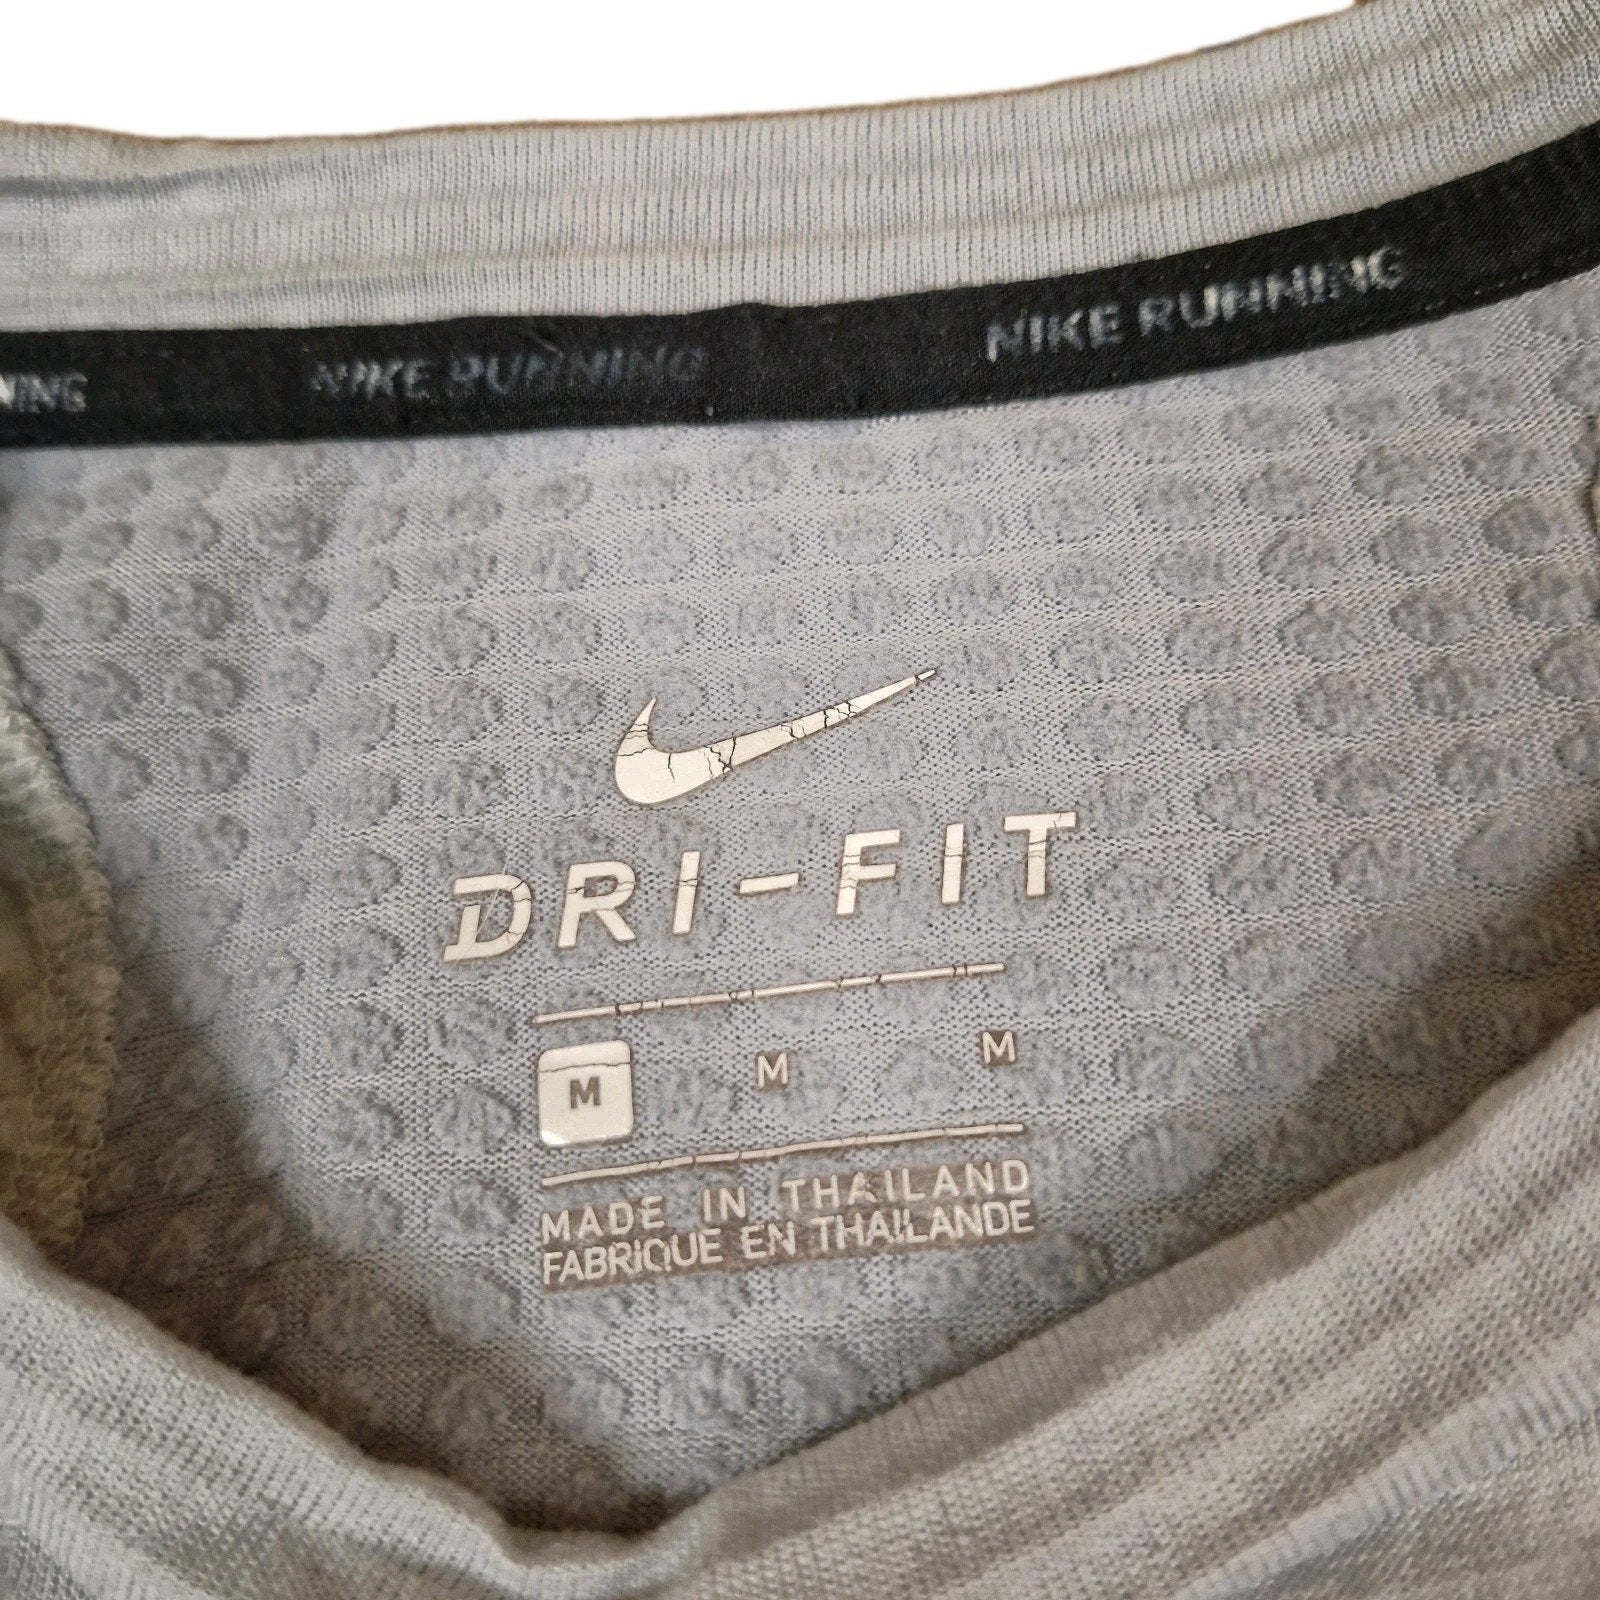 NING NIKE RUNNING NIKE RUNNING
DRI-FIT
M M M
MADE IN THAILAND
FABRIQUE EN THAILANDE